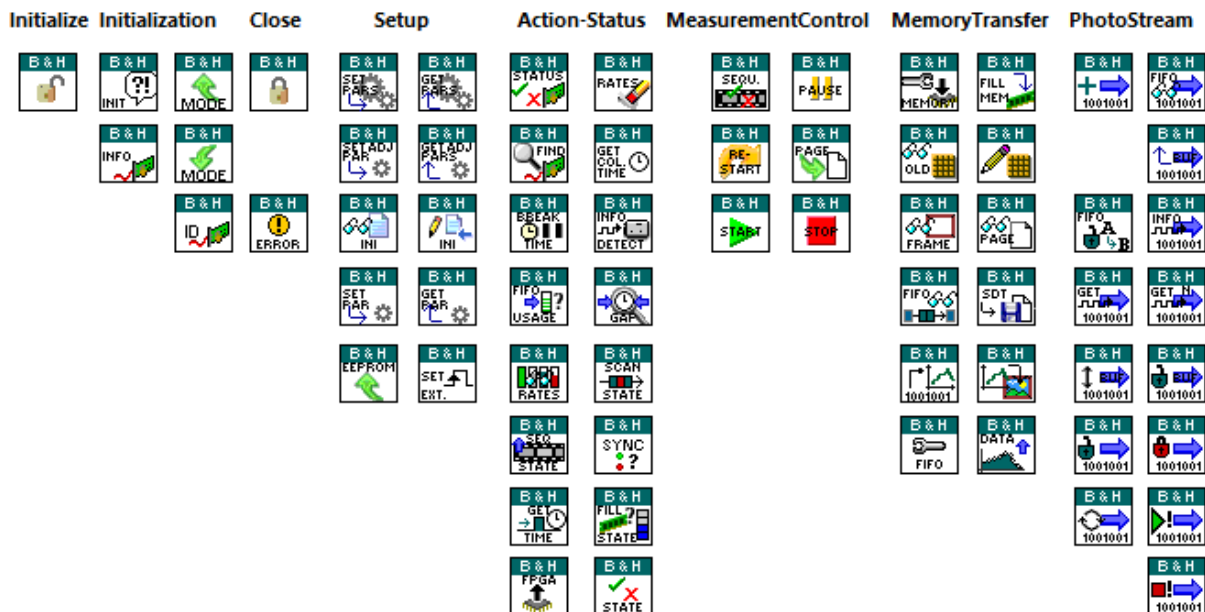 Initialize Initialization Close Setup Action-Status MeasurementControl MemoryTransfer PhotoStream
B & H B & H B & H B & H B & H B & H B & H B & H B & H B & H B & H B & H B & H B & H
INIT ?! MODE SET PARS GET PARS STATUS RATES SEQU. PAUSE MEMORY FILL MEM + 1001001 FIFO 1001001
B & H B & H B & H B & H B & H B & H B & H B & H B & H B & H B & H
INFO MODE SET ADJ PAR GET ADJ PARS FIND GET COL. TIME RE-START PAGE OLD BUF 1001001
B & H B & H B & H B & H B & H B & H B & H B & H B & H B & H B & H B & H
ID ERROR INI INI BREAK TIME INFO DETECT START STOP FRAME PAGE FIFO A B INFO 1001001
B & H B & H B & H B & H B & H B & H B & H B & H
SET PAR GET PAR FIFO USAGE ? GAP FIFO SDT GET 1001001 GET N 1001001
B & H B & H B & H B & H B & H B & H B & H B & H
EEPROM SET EXT. RATES SCAN STATE 1001001 BUF 1001001 BUF 1001001
B & H B & H B & H B & H B & H B & H
SEQ STATE SYNC ? FIFO DATA 1001001 1001001
B & H B & H B & H B & H
GET TIME FILL ? STATE 1001001 ! 1001001
B & H B & H B & H
FPGA STATE ! 1001001